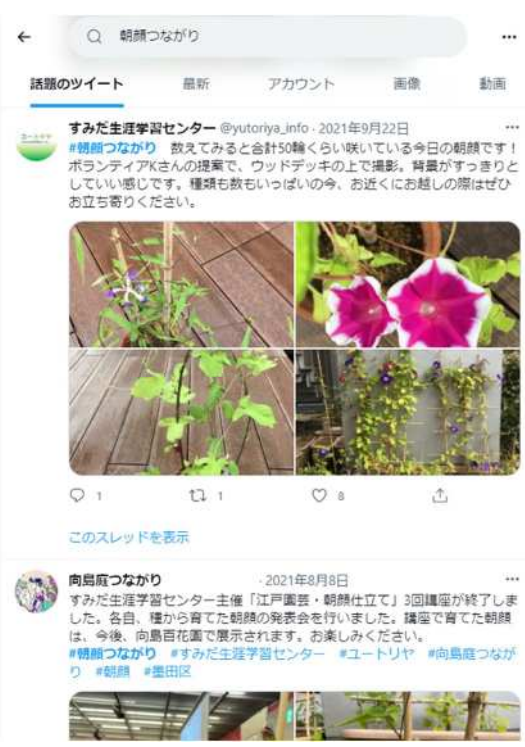 朝顔つながり
話題のツイート 最新 アカウント 画像 動画
すみだ生涯学習センター @yutoriya_info · 2021年9月22日
#朝顔つながり 数えてみると合計50輪くらい咲いている今日の朝顔です！
ボランティアKさんの提案で、ウッドデッキの上で撮影。背景がすっきりと
していい感じです。種類も数もいっぱいの今、お近くにお越しの際はぜひ
お立ち寄りください。
1 1 8
このスレッドを表示
向島庭つながり · 2021年8月8日
すみだ生涯学習センター主催「江戸園芸・朝顔仕立て」3回講座が終了しま
した。各自、種から育てた朝顔の発表会を行いました。講座で育てた朝顔
は、今後、向島百花園で展示されます。お楽しみください。
#朝顔つながり #すみだ生涯学習センター #ユートリヤ #向島庭つなが
り #朝顔 #墨田区